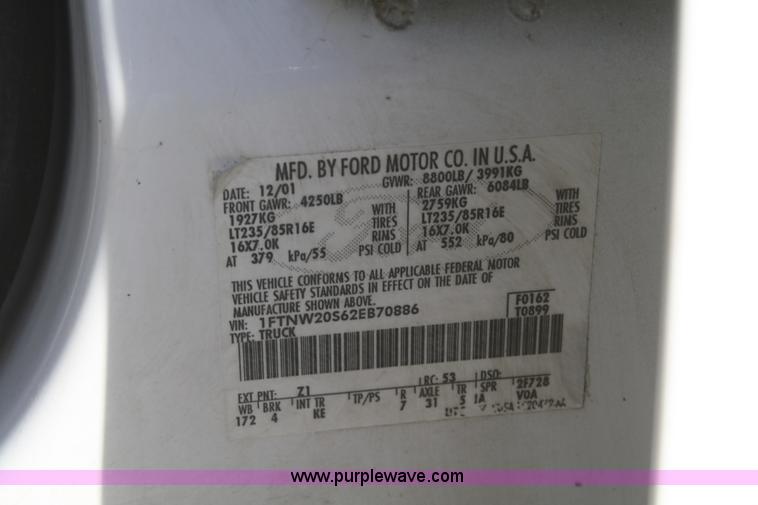 MFD. BY FORD MOTOR CO. IN U.S.A.
DATE: 12/01 GVWR: 8800LB/ 3991KG
FRONT GAWR: 4250LB REAR GAWR: 6084LB
1927KG WITH 2759KG WITH
LT235/85R16E TIRES LT235/85R16E TIRES
16X7.0K RIMS 16X7.0K RIMS
AT 379 kPa/55 PSI COLD AT 552 kPa/80 PSI COLD
THIS VEHICLE CONFORMS TO ALL APPLICABLE FEDERAL MOTOR
VEHICLE SAFETY STANDARDS IN EFFECT ON THE DATE OF
MANUFACTURE SHOWN ABOVE.
VIN: 1FTNW20S62EB70886 F0162
TYPE: TRUCK T0899
EXT PNT: Z1 RC: 53 DSO:
WB BRK INT TR TP/PS R AXLE TR SPR 2F728
172 4 KE 7 31 5 IA V0A
www.purplewave.com